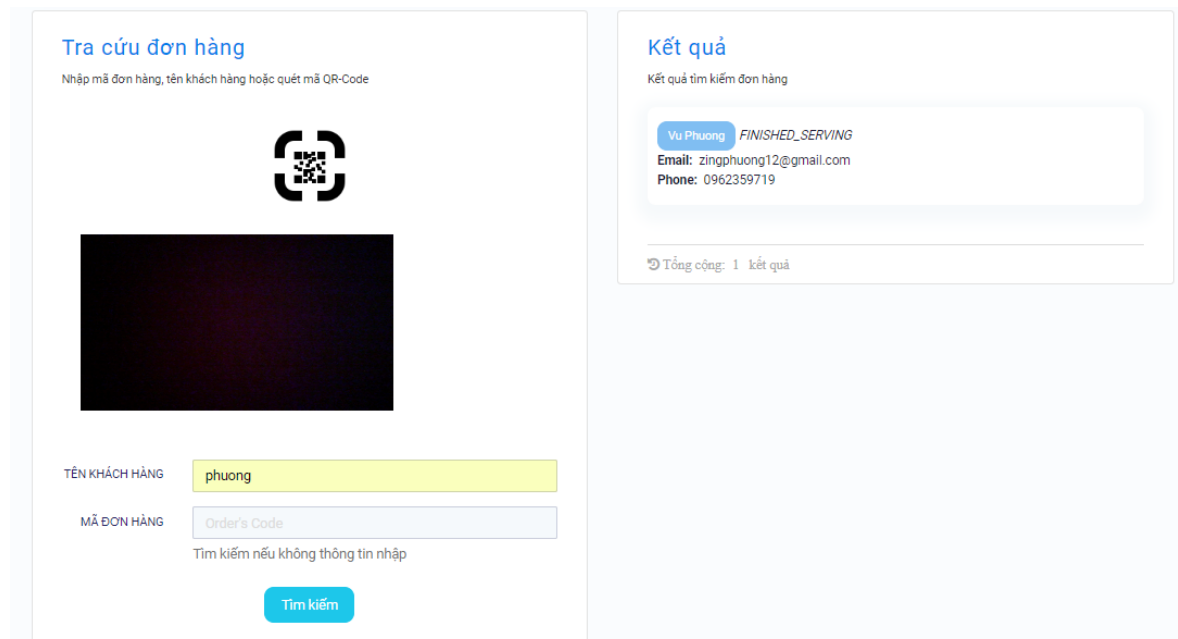 Tra cứu đơn hàng
Nhập mã đơn hàng, tên khách hàng hoặc quét mã QR-Code
TÊN KHÁCH HÀNG phuong
MÃ ĐƠN HÀNG Order's Code
Tìm kiếm nếu không thông tin nhập
Tìm kiếm
Kết quả
Kết quả tìm kiếm đơn hàng
Vu Phuong FINISHED_SERVING
Email: zingphuong12@gmail.com
Phone: 0962359719
Tổng cộng: 1 kết quả